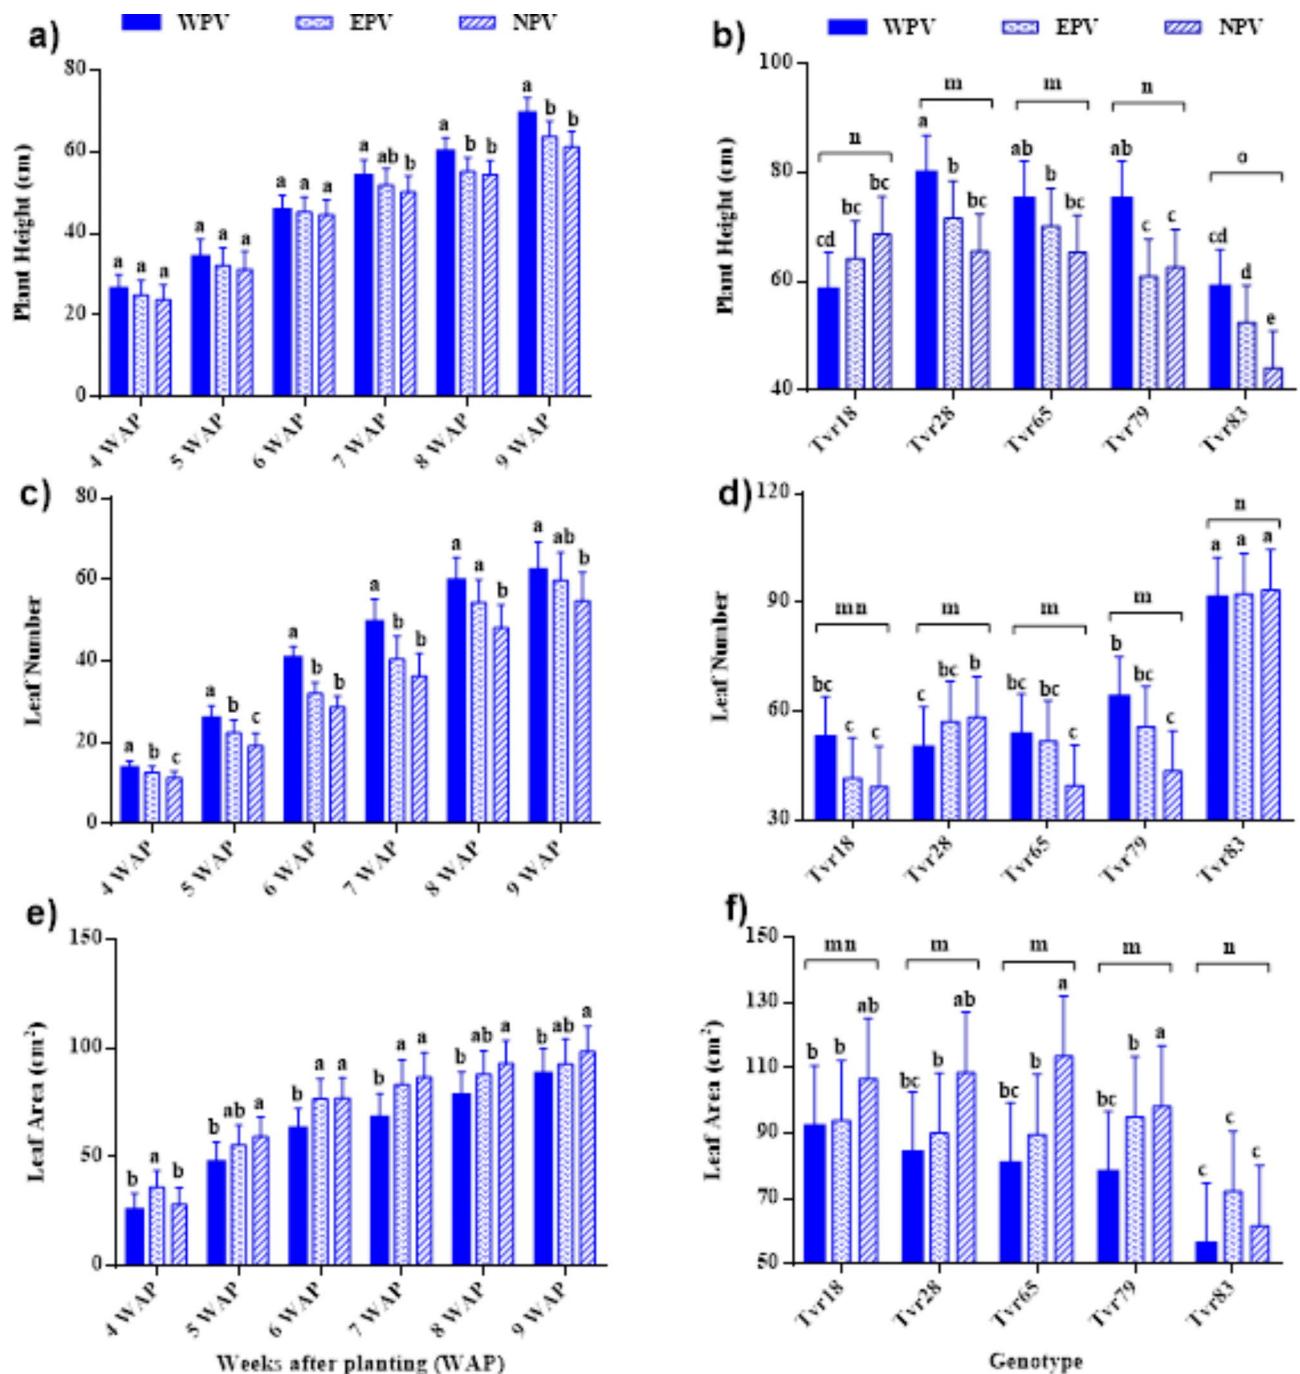 a) WPV EPV NPV
Plant Height (cm)
80
60
40
20
0
a a a
a a a
a a a
a ab b
a b b
a b b
4 WAP 5 WAP 6 WAP 7 WAP 8 WAP 9 WAP
b) WPV EPV NPV
Plant Height (cm)
100
80
60
40
n m m n o
cd bc bc
a b bc
ab b bc
ab c c
cd d e
Tvr18 Tvr28 Tvr65 Tvr79 Tvr83
c)
Leaf Number
80
60
40
20
0
a b c
a b c
a b b
a b b
a a b
a ab b
4 WAP 5 WAP 6 WAP 7 WAP 8 WAP 9 WAP
d)
Leaf Number
120
90
60
30
mn m m m n
bc c c
c bc b
bc bc c
b bc c
a a a
Tvr18 Tvr28 Tvr65 Tvr79 Tvr83
e)
Leaf Area (cm²)
150
100
50
0
b a b
b ab a
b a a
b a a
b ab a
b ab a
4 WAP 5 WAP 6 WAP 7 WAP 8 WAP 9 WAP
Weeks after planting (WAP)
f)
Leaf Area (cm²)
150
130
110
90
70
50
mn m m m n
b b ab
bc b ab
bc b a
bc b a
c c c
Tvr18 Tvr28 Tvr65 Tvr79 Tvr83
Genotype